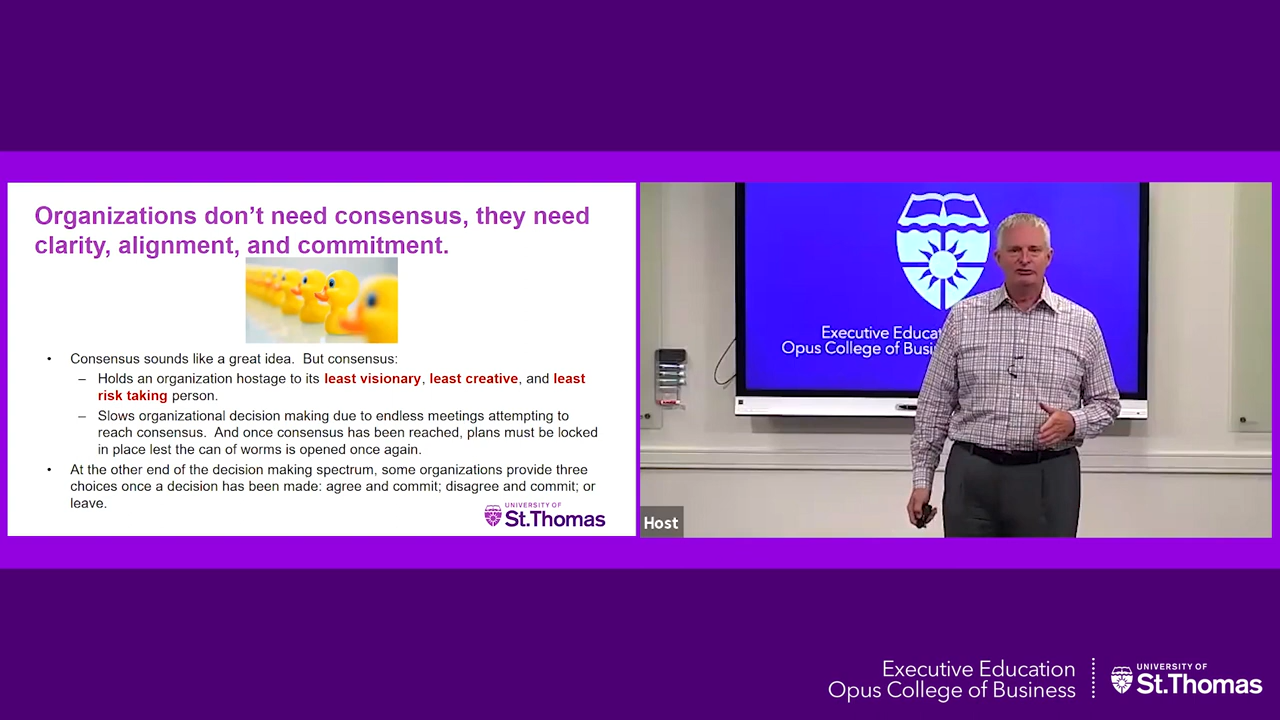 Organizations don't need consensus, they need
clarity, alignment, and commitment.
• Consensus sounds like a great idea. But consensus:
– Holds an organization hostage to its least visionary, least creative, and least
risk taking person.
– Slows organizational decision making due to endless meetings attempting to
reach consensus. And once consensus has been reached, plans must be locked
in place lest the can of worms is opened once again.
• At the other end of the decision making spectrum, some organizations provide three
choices once a decision has been made: agree and commit; disagree and commit; or
leave.
UNIVERSITY OF
St.Thomas
Executive Educat
Opus College of Busi
Host
Executive Education
Opus College of Business
UNIVERSITY OF
St.Thomas